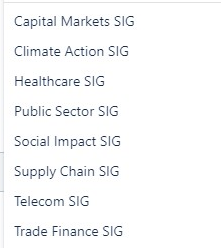 Capital Markets SIG
Climate Action SIG
Healthcare SIG
Public Sector SIG
Social Impact SIG
Supply Chain SIG
Telecom SIG
Trade Finance SIG